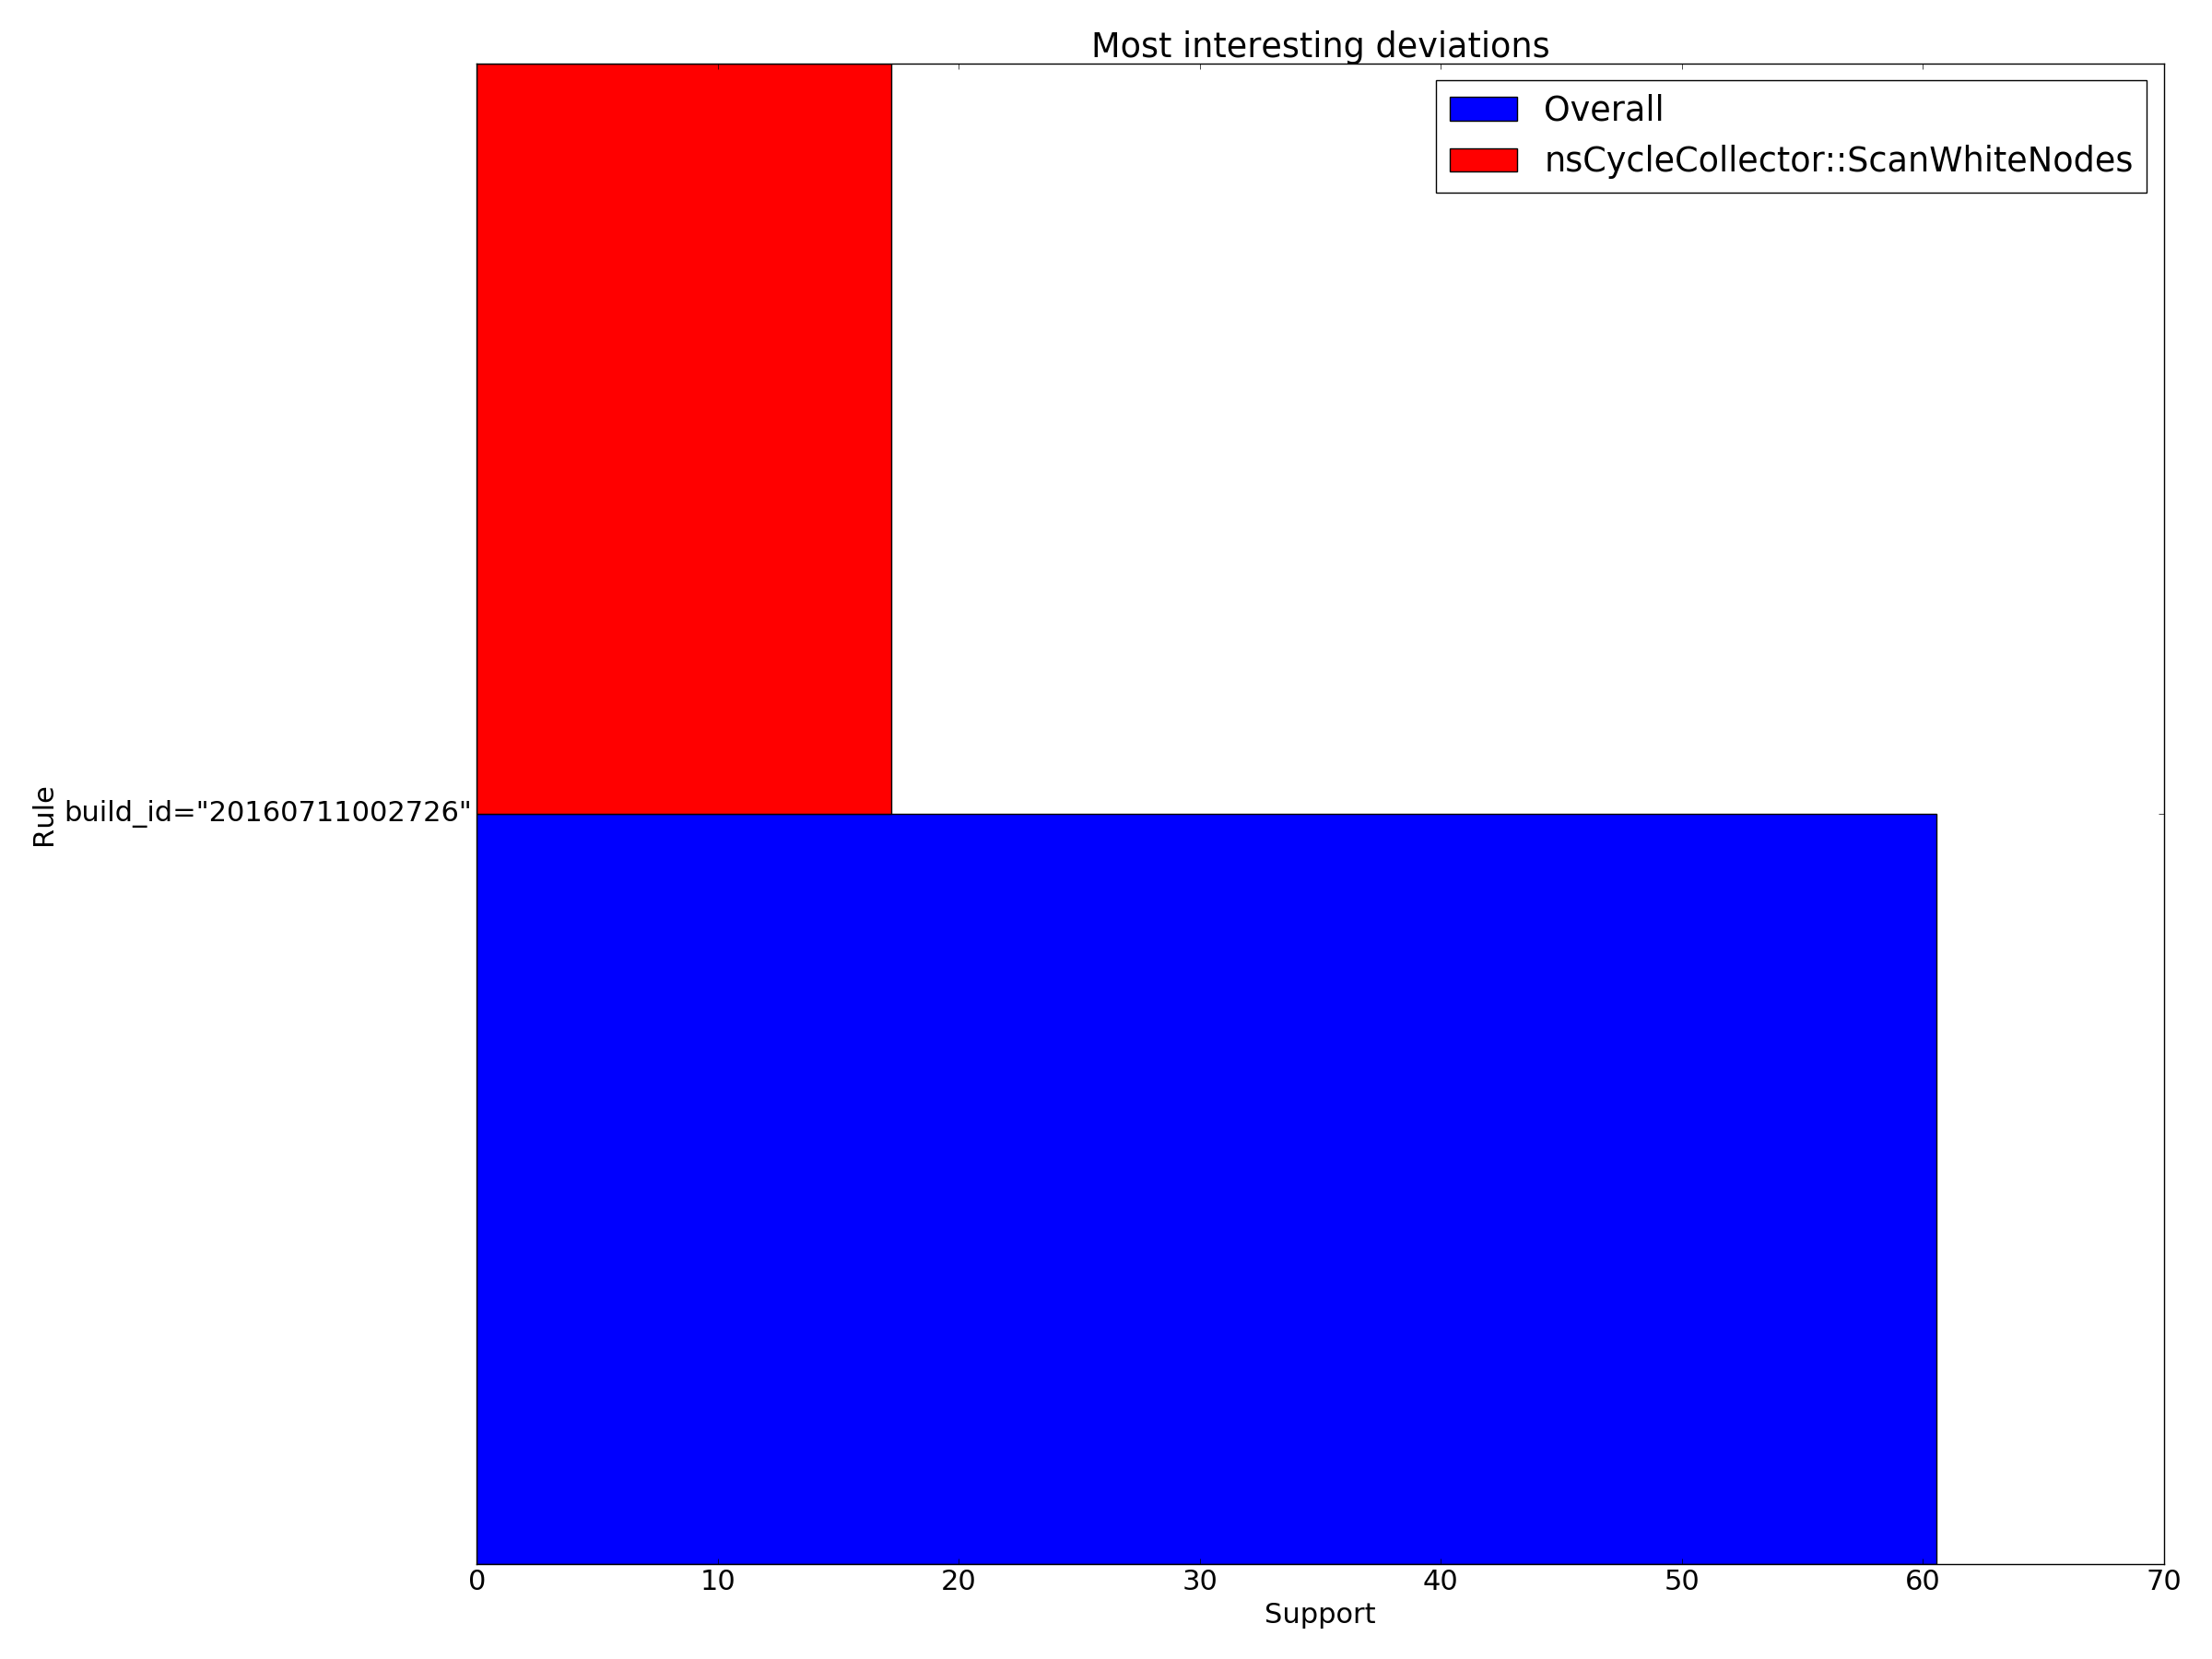 Most interesting deviations
Overall
nsCycleCollector::ScanWhiteNodes
Rule
build_id="20160711002726"
0 10 20 30 40 50 60 70
Support